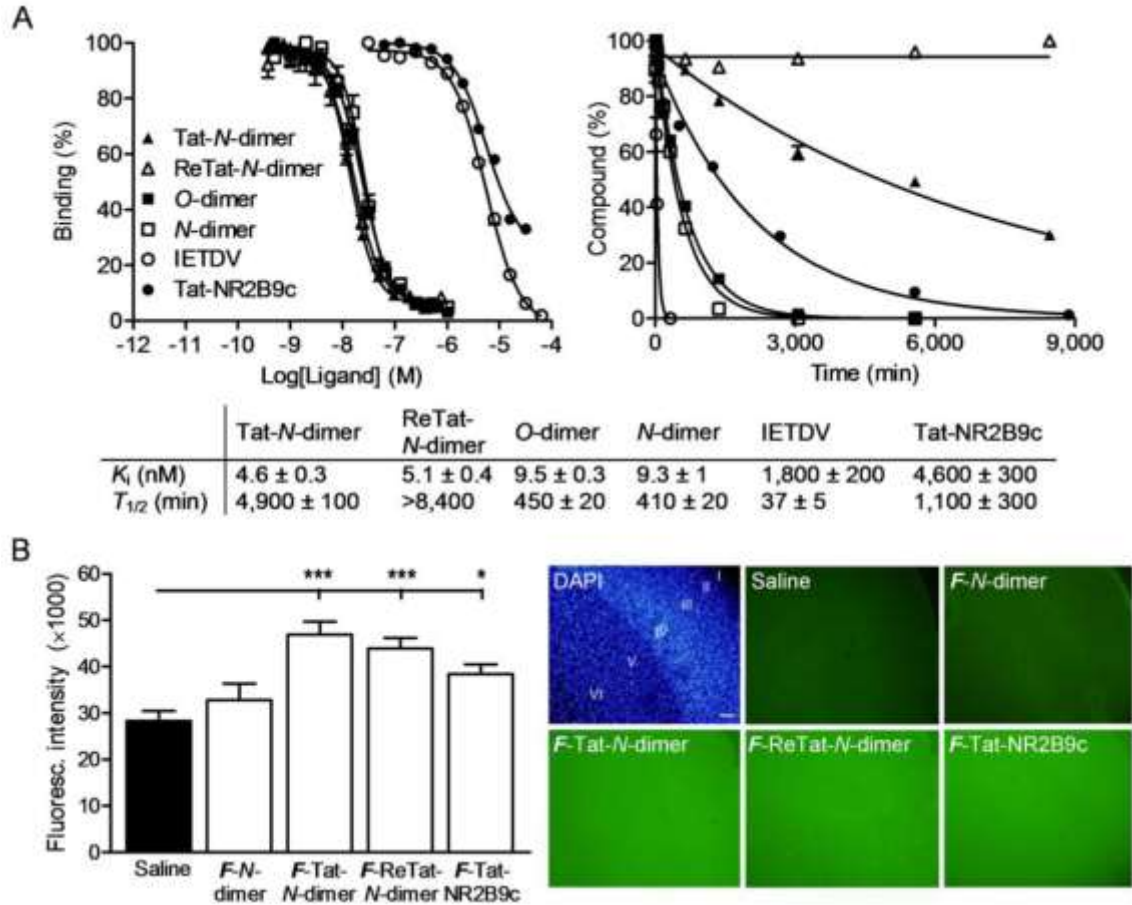 A
100
80
60
40
20
0
Binding (%)
Tat-N-dimer
ReTat-N-dimer
O-dimer
N-dimer
IETDV
Tat-NR2B9c
-12 -11 -10 -9 -8 -7 -6 -5 -4
Log[Ligand] (M)
100
80
60
40
20
0
Compound (%)
0 3,000 6,000 9,000
Time (min)
Tat-N-dimer ReTat-N-dimer O-dimer N-dimer IETDV Tat-NR2B9c
Ki (nM) 4.6 ± 0.3 5.1 ± 0.4 9.5 ± 0.3 9.3 ± 1 1,800 ± 200 4,600 ± 300
T1/2 (min) 4,900 ± 100 >8,400 450 ± 20 410 ± 20 37 ± 5 1,100 ± 300
B
60
50
40
30
20
10
0
Fluoresc. intensity (×1000)
*** *** *
Saline
F-N-dimer
F-Tat-N-dimer
F-ReTat-N-dimer
F-Tat-NR2B9c
DAPI
I
II
III
IV
V
VI
Saline
F-N-dimer
F-Tat-N-dimer
F-ReTat-N-dimer
F-Tat-NR2B9c